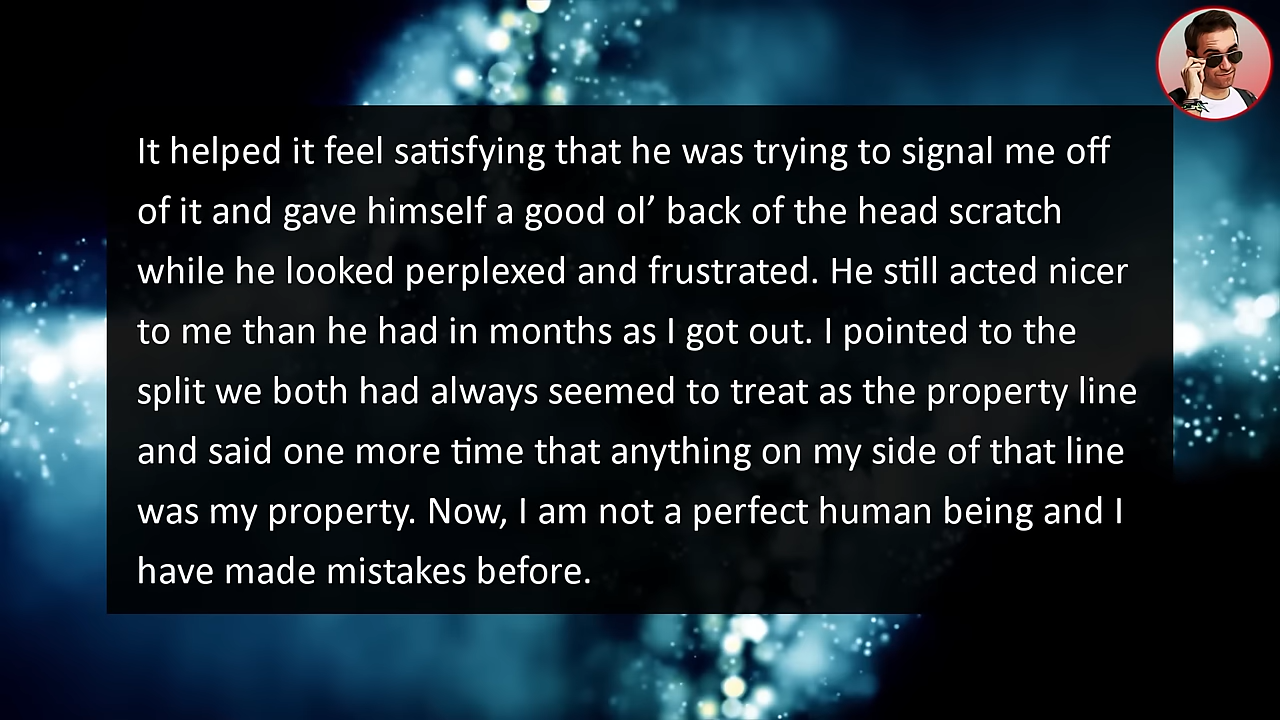 It helped it feel satisfying that he was trying to signal me off
of it and gave himself a good ol’ back of the head scratch
while he looked perplexed and frustrated. He still acted nicer
to me than he had in months as I got out. I pointed to the
split we both had always seemed to treat as the property line
and said one more time that anything on my side of that line
was my property. Now, I am not a perfect human being and I
have made mistakes before.